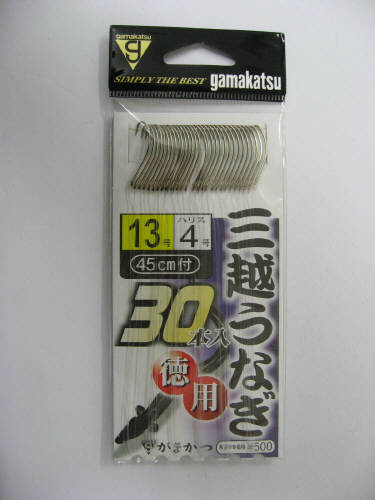 gamakatsu
SIMPLY THE BEST
gamakatsu
13号
ハリス
4号
45cm付
30本入
徳用
三越うなぎ
がまかつ
500